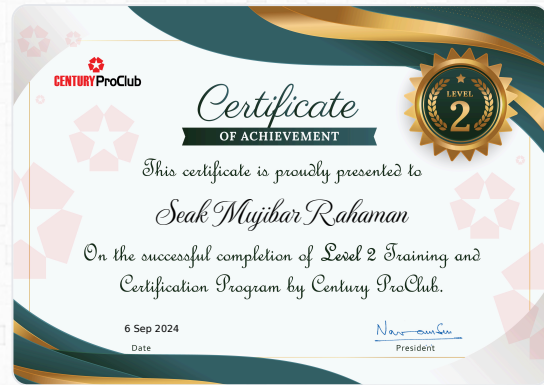 CENTURY ProClub
LEVEL
2
Certificate
OF ACHIEVEMENT
This certificate is proudly presented to
Seak Mujibar Rahaman
On the successful completion of Level 2 Training and
Certification Program by Century ProClub.
6 Sep 2024
Date
President